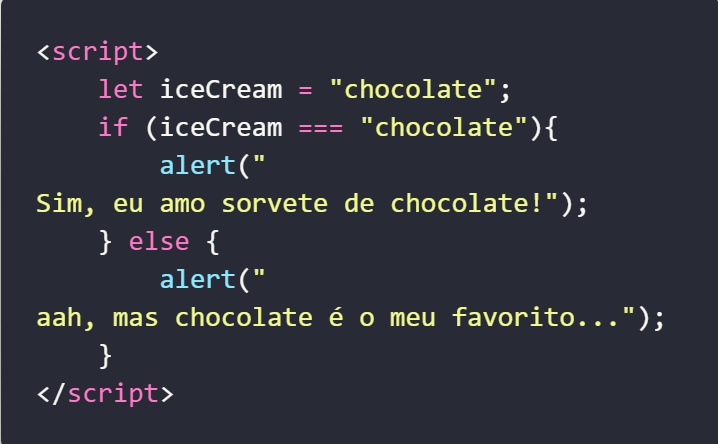 <script>
    let iceCream = "chocolate";
    if (iceCream === "chocolate"){
        alert("
Sim, eu amo sorvete de chocolate!");
    } else {
        alert("
aah, mas chocolate é o meu favorito...");
    }
</script>